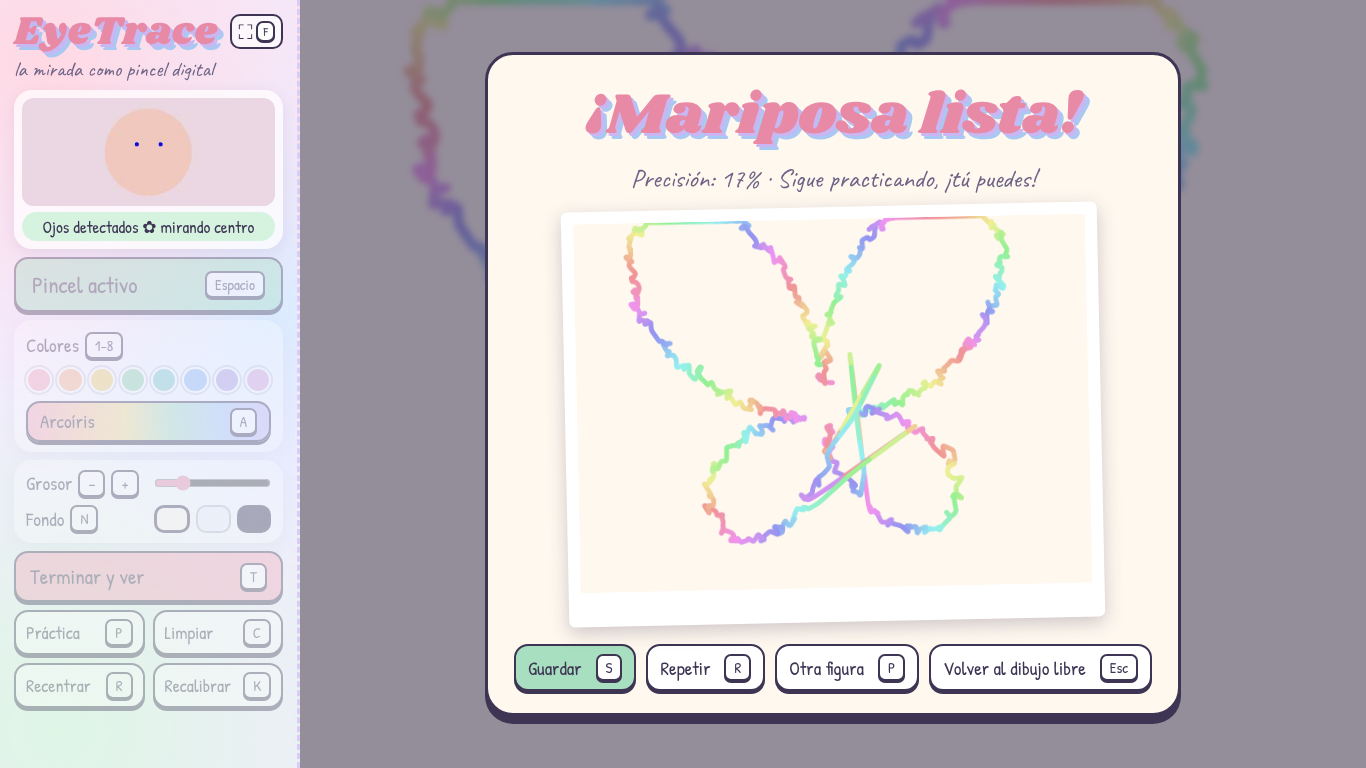 EyeTrace
F
la mirada como pincel digital
Ojos detectados ✿ mirando centro
Pincel activo Espacio
Colores 1-8
Arcoíris A
Grosor - +
Fondo N
Terminar y ver T
Práctica P
Limpiar C
Recentrar R
Recalibrar K
¡Mariposa lista!
Precisión: 17% · Sigue practicando, ¡tú puedes!
Guardar S
Repetir R
Otra figura P
Volver al dibujo libre Esc